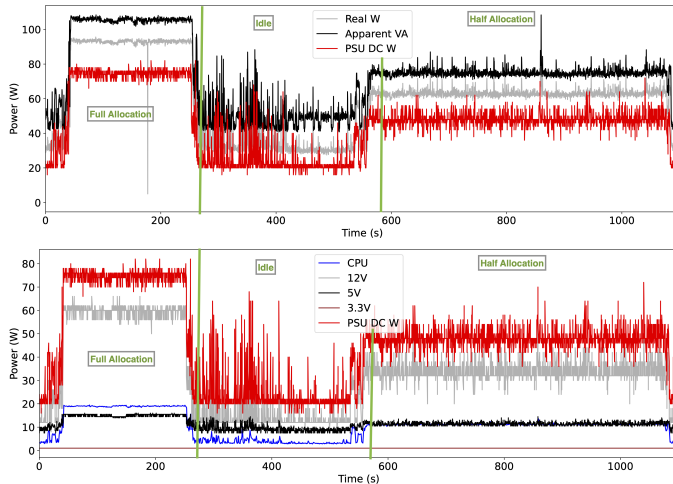 Idle
Half Allocation
Real W
Apparent VA
PSU DC W
Full Allocation
Power (W)
100
80
60
40
20
0
0
200
400
600
800
1000
Time (s)
Idle
Half Allocation
CPU
12V
5V
3.3V
PSU DC W
Full Allocation
Power (W)
80
70
60
50
40
30
20
10
0
0
200
400
600
800
1000
Time (s)